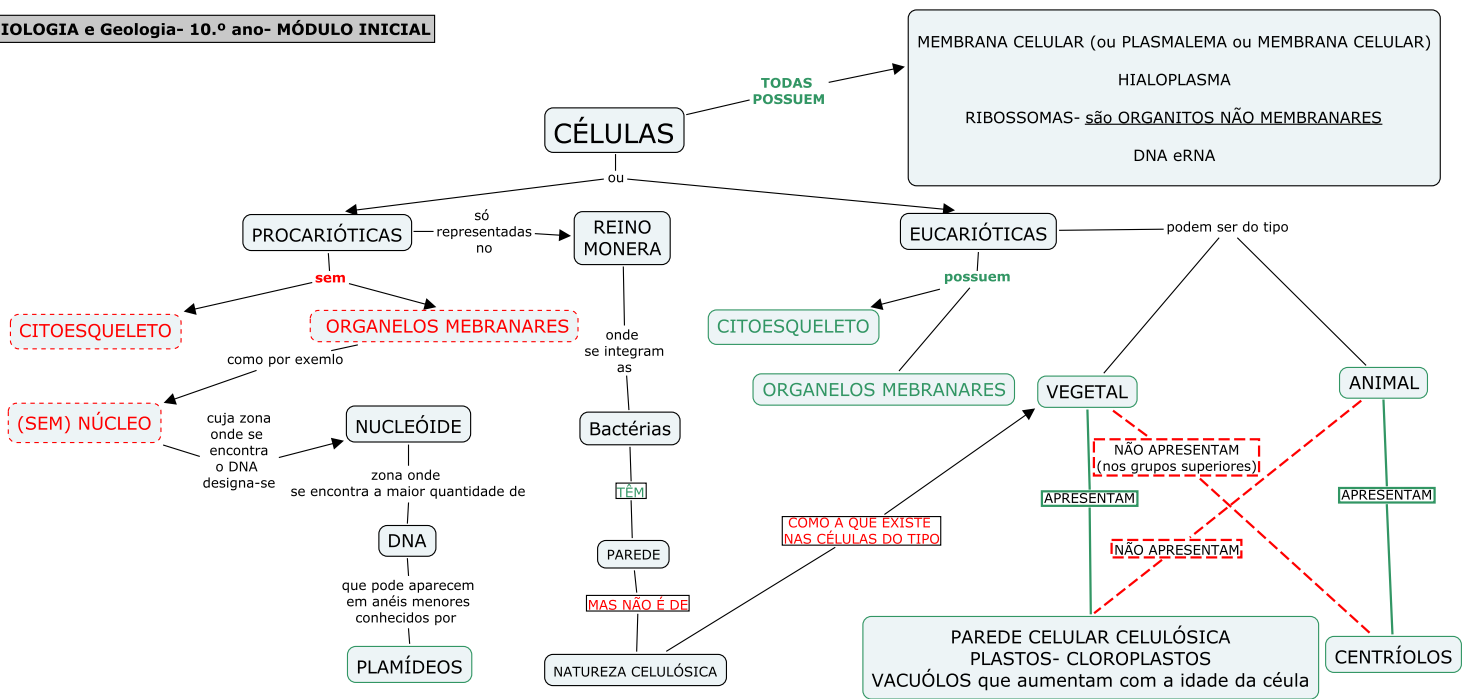 IOLOGIA e Geologia- 10.º ano- MÓDULO INICIAL
MEMBRANA CELULAR (ou PLASMALEMA ou MEMBRANA CELULAR)
HIALOPLASMA
RIBOSSOMAS- são ORGANITOS NÃO MEMBRANARES
DNA eRNA
TODAS
POSSUEM
CÉLULAS
ou
PROCARIÓTICAS
só
representadas
no
REINO
MONERA
EUCARIÓTICAS
podem ser do tipo
sem
possuem
CITOESQUELETO
ORGANELOS MEBRANARES
onde
se integram
as
CITOESQUELETO
ORGANELOS MEBRANARES
VEGETAL
ANIMAL
como por exemlo
(SEM) NÚCLEO
cuja zona
onde se
encontra
o DNA
designa-se
NUCLEÓIDE
Bactérias
NÃO APRESENTAM
(nos grupos superiores)
zona onde
se encontra a maior quantidade de
TÊM
APRESENTAM
APRESENTAM
DNA
PAREDE
COMO A QUE EXISTE
NAS CÉLULAS DO TIPO
NÃO APRESENTAM
que pode aparecem
em anéis menores
conhecidos por
MAS NÃO É DE
PLAMÍDEOS
NATUREZA CELULÓSICA
PAREDE CELULAR CELULÓSICA
PLASTOS- CLOROPLASTOS
VACUÓLOS que aumentam com a idade da céula
CENTRÍOLOS